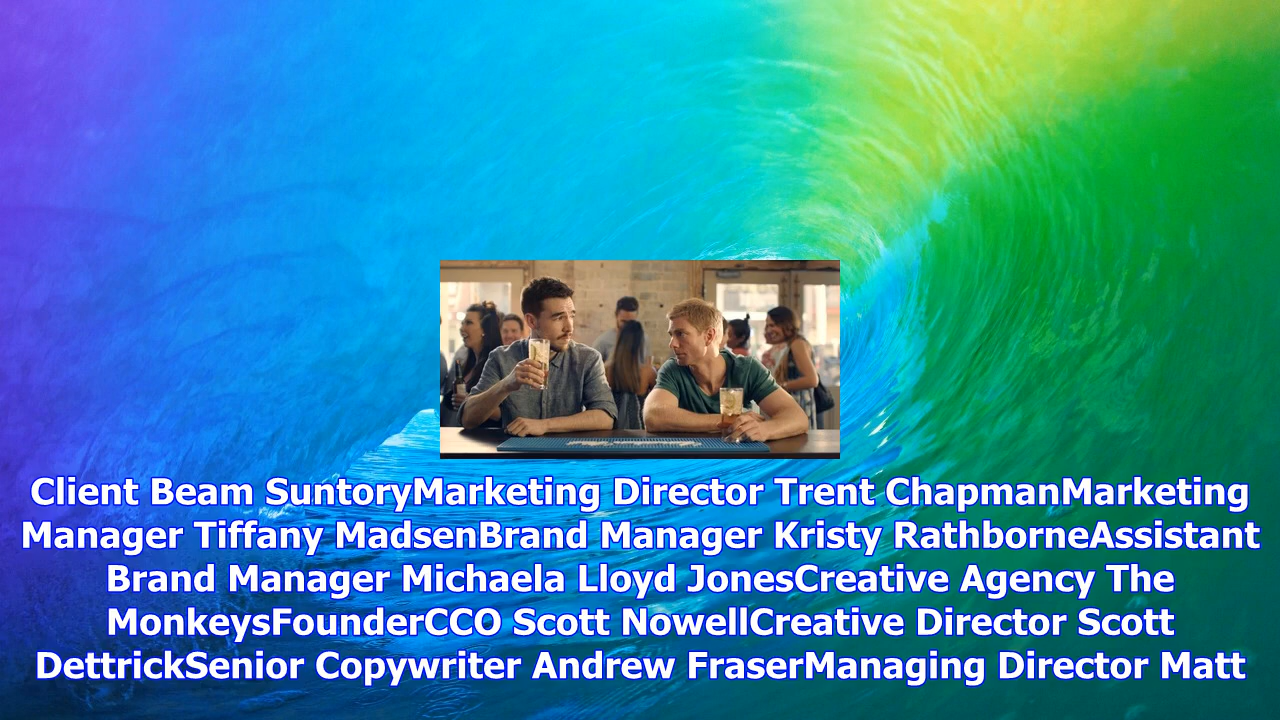 Client Beam SuntoryMarketing Director Trent ChapmanMarketing
Manager Tiffany MadsenBrand Manager Kristy RathborneAssistant
Brand Manager Michaela Lloyd JonesCreative Agency The
MonkeysFounderCCO Scott NowellCreative Director Scott
DettrickSenior Copywriter Andrew FraserManaging Director Matt